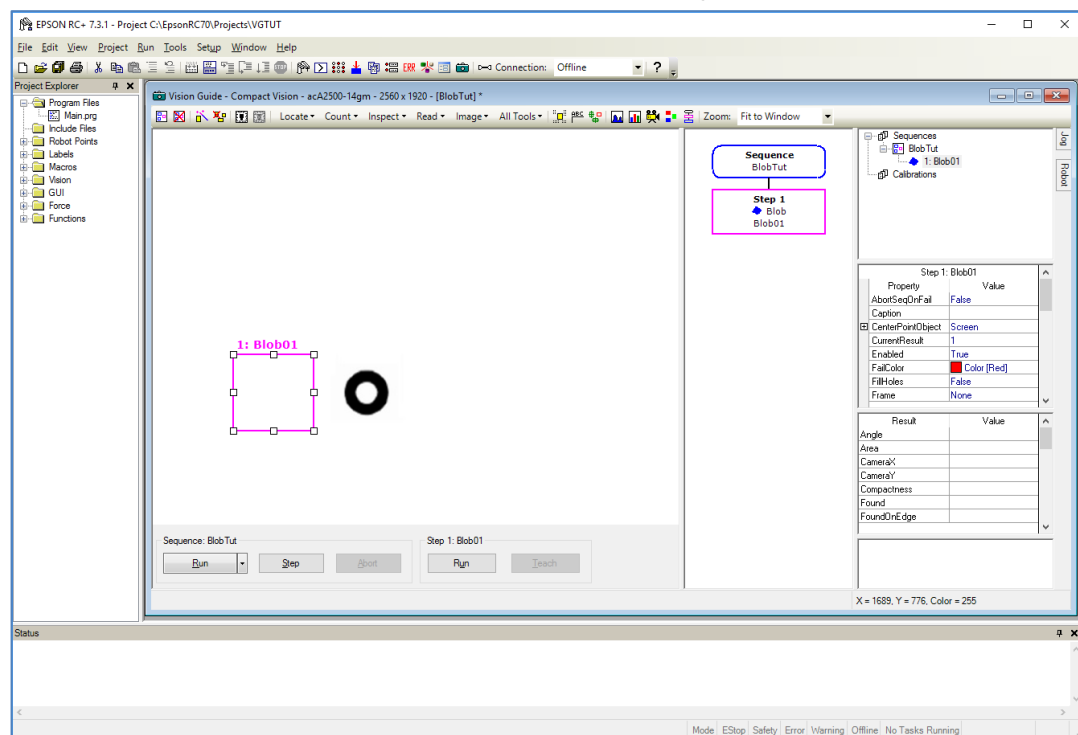 EPSON RC+ 7.3.1 - Project C:\EpsonRC70\Projects\VGTUT
File Edit View Project Run Tools Setup Window Help
Connection: Offline
Project Explorer
Program Files
Main.prg
Include Files
Robot Points
Labels
Macros
Vision
GUI
Force
Functions
Vision Guide - Compact Vision - acA2500-14gm - 2560 x 1920 - [BlobTut] *
Locate Count Inspect Read Image All Tools ABC Zoom: Fit to Window
1: Blob01
Sequence
BlobTut
Step 1
Blob
Blob01
Sequences
BlobTut
1: Blob01
Calibrations
Jog
Robot
Step 1: Blob01
Property Value
AbortSeqOnFail False
Caption
CenterPointObject Screen
CurrentResult 1
Enabled True
FailColor Color [Red]
FillHoles False
Frame None
Result Value
Angle
Area
CameraX
CameraY
Compactness
Found
FoundOnEdge
Sequence: BlobTut
Run Step Abort
Step 1: Blob01
Run Teach
X = 1689, Y = 776, Color = 255
Status
Mode EStop Safety Error Warning Offline No Tasks Running
ERR